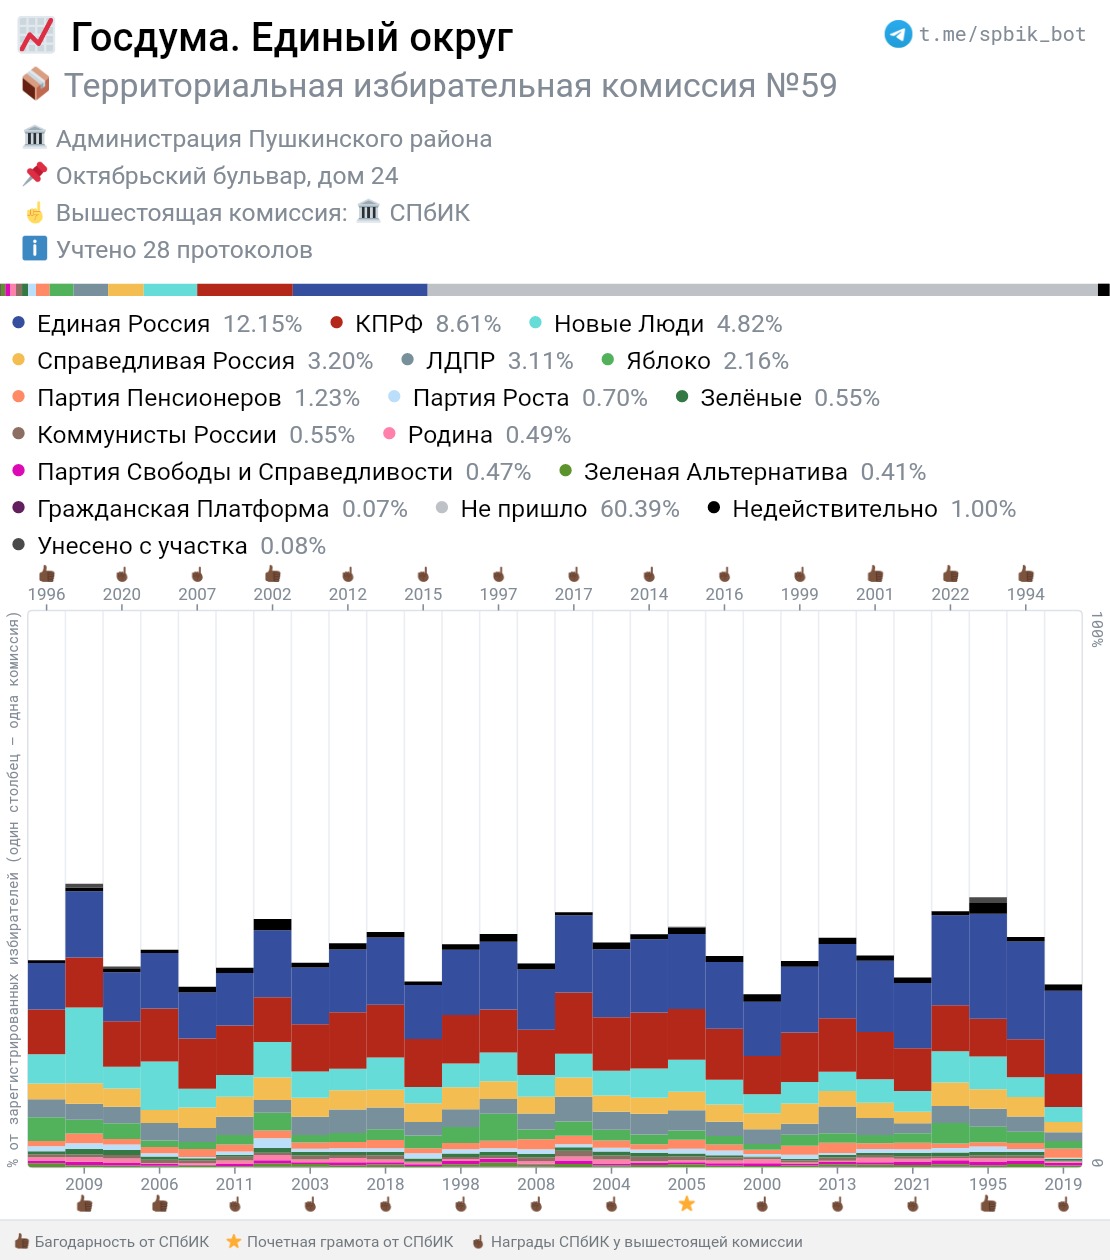 Госдума. Единый округ
t.me/spbik_bot
Территориальная избирательная комиссия №59
Администрация Пушкинского района
Октябрьский бульвар, дом 24
Вышестоящая комиссия: СПбИК
Учтено 28 протоколов
Единая Россия 12.15% КПРФ 8.61% Новые Люди 4.82%
Справедливая Россия 3.20% ЛДПР 3.11% Яблоко 2.16%
Партия Пенсионеров 1.23% Партия Роста 0.70% Зелёные 0.55%
Коммунисты России 0.55% Родина 0.49%
Партия Свободы и Справедливости 0.47% Зеленая Альтернатива 0.41%
Гражданская Платформа 0.07% Не пришло 60.39% Недействительно 1.00%
Унесено с участка 0.08%
1996 2020 2007 2002 2012 2015 1997 2017 2014 2016 1999 2001 2022 1994
% от зарегистрированных избирателей (один столбец – одна комиссия)
100%
0
2009 2006 2011 2003 2018 1998 2008 2004 2005 2000 2013 2021 1995 2019
Багодарность от СПбИК Почетная грамота от СПбИК Награды СПбИК у вышестоящей комиссии